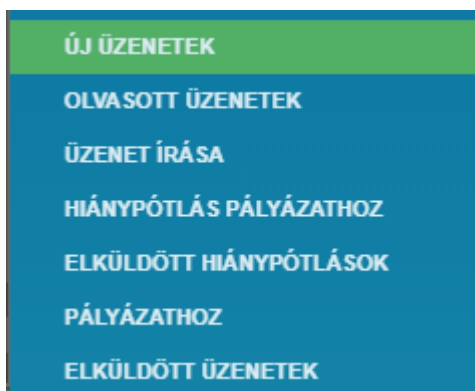 ÚJ ÜZENETEK
OLVASOTT ÜZENETEK
ÜZENET ÍRÁSA
HIÁNYPÓTLÁS PÁLYÁZATHOZ
ELKÜLDÖTT HIÁNYPÓTLÁSOK
PÁLYÁZATHOZ
ELKÜLDÖTT ÜZENETEK